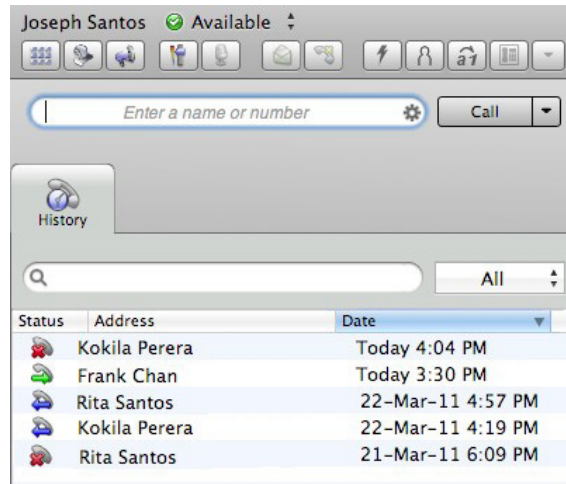 Joseph Santos Available
a1
Enter a name or number Call
History
All
Status Address Date
Kokila Perera Today 4:04 PM
Frank Chan Today 3:30 PM
Rita Santos 22-Mar-11 4:57 PM
Kokila Perera 22-Mar-11 4:19 PM
Rita Santos 21-Mar-11 6:09 PM